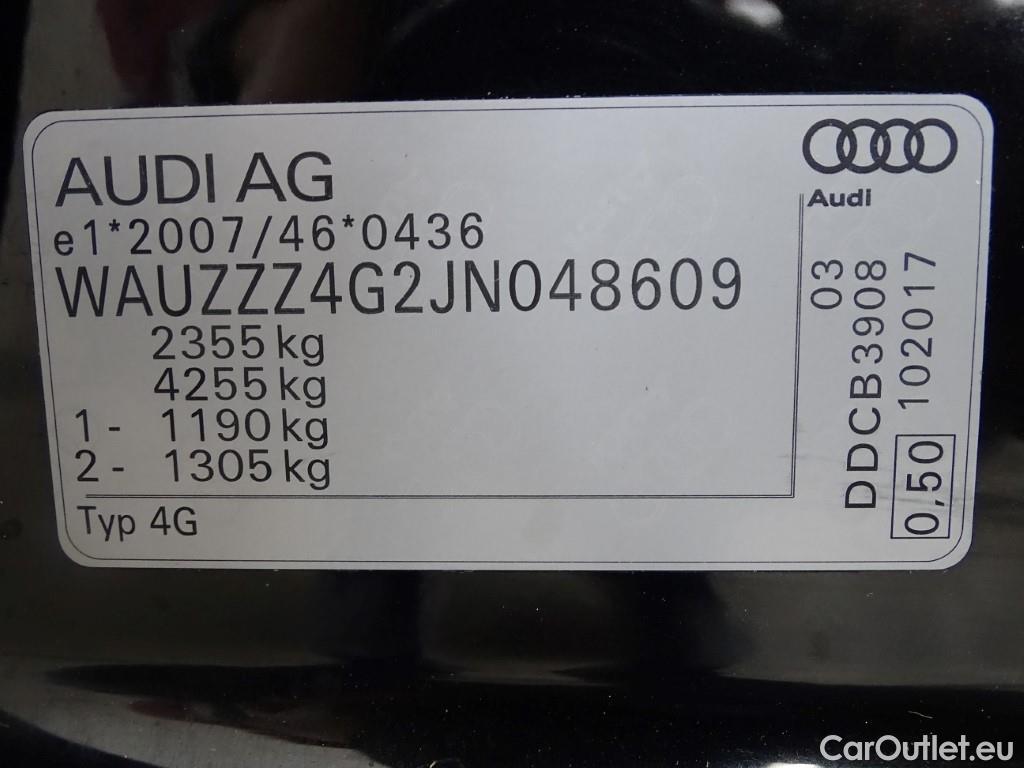 AUDI AG
e1*2007/46*0436
WAUZZZ4G2JN048609
2355 kg
4255 kg
1 - 1190 kg
2 - 1305 kg
Typ 4G
Audi
03
DDCB3908
0,50 102017
CarOutlet.eu